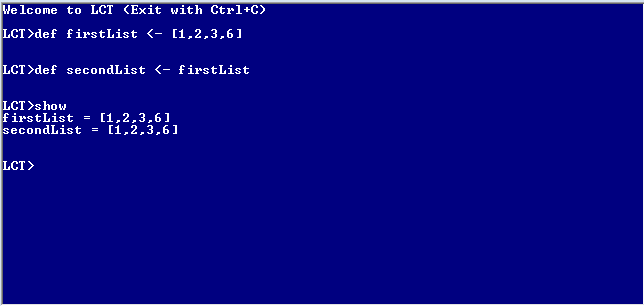 Welcome to LCT (Exit with Ctrl+C)
LCT>def firstList <- [1,2,3,6]
LCT>def secondList <- firstList
LCT>show
firstList = [1,2,3,6]
secondList = [1,2,3,6]
LCT>